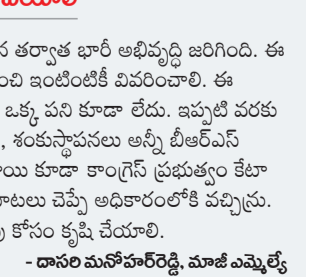 న తర్వాత భారీ అభివృద్ధి జరిగింది. ఈ
ంచి ఇంటింటికీ వివరించాలి. ఈ
ఒక్క పని కూడా లేదు. ఇప్పటి వరకు
, శంకుస్థాపనలు అన్నీ బీఆర్ఎస్
ాయి కూడా కాంగ్రెస్ ప్రభుత్వం కేటా
ాటలు చెప్పే అధికారంలోకి వచ్చిన్రు.
ు కోసం కృషి చేయాలి.
- దాసరి మనోహర్‌రెడ్డి, మాజీ ఎమ్మెల్యే